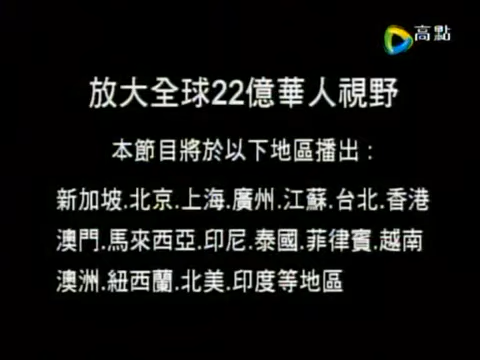 高點
放大全球22億華人視野
本節目將於以下地區播出：
新加坡.北京.上海.廣州.江蘇.台北.香港
澳門.馬來西亞.印尼.泰國.菲律賓.越南
澳洲.紐西蘭.北美.印度等地區